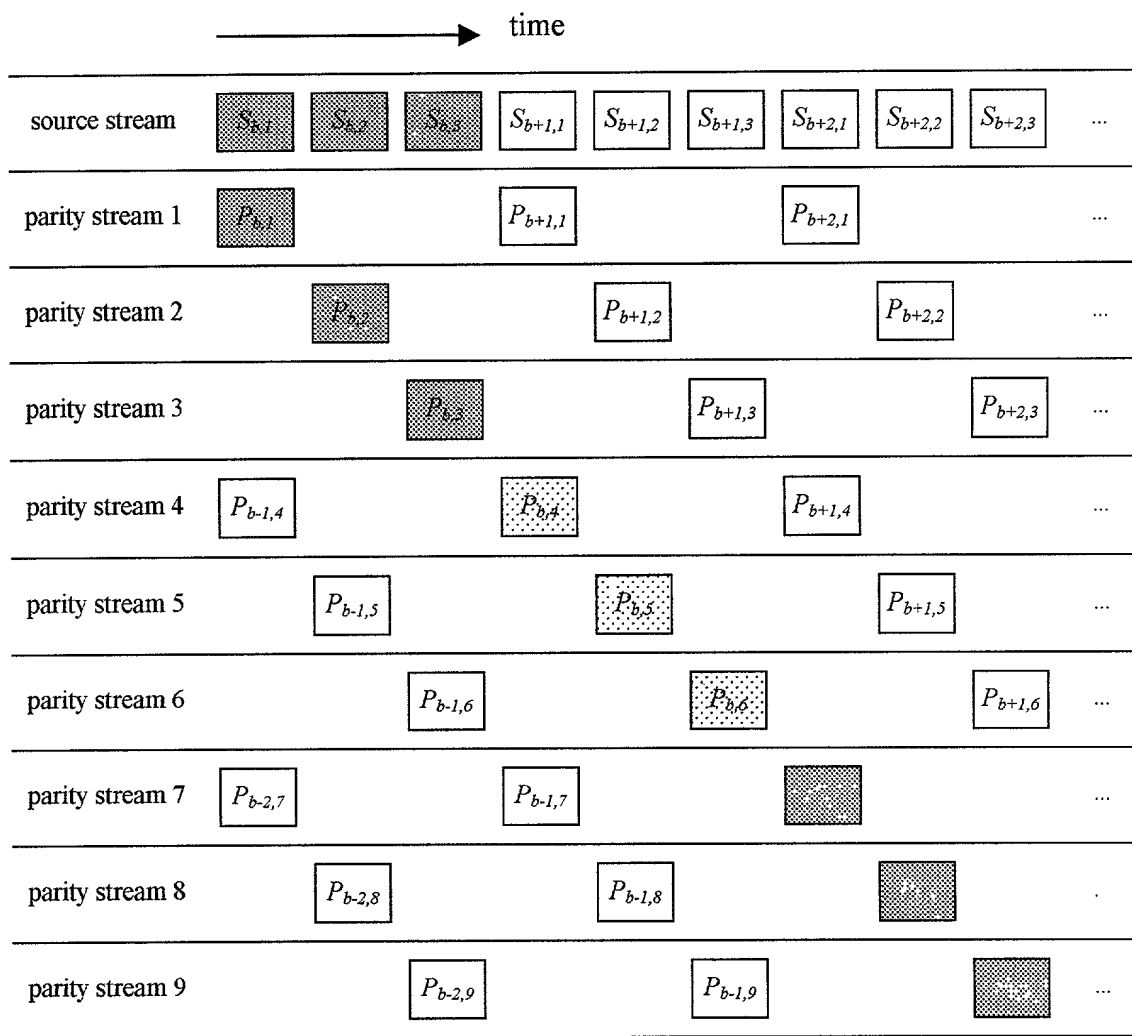 time
source stream S_{b,1} S_{b,2} S_{b,3} S_{b+1,1} S_{b+1,2} S_{b+1,3} S_{b+2,1} S_{b+2,2} S_{b+2,3} ...
parity stream 1 P_{b,1} P_{b+1,1} P_{b+2,1} ...
parity stream 2 P_{b,2} P_{b+1,2} P_{b+2,2} ...
parity stream 3 P_{b,3} P_{b+1,3} P_{b+2,3} ...
parity stream 4 P_{b-1,4} P_{b,4} P_{b+1,4} ...
parity stream 5 P_{b-1,5} P_{b,5} P_{b+1,5} ...
parity stream 6 P_{b-1,6} P_{b,6} P_{b+1,6} ...
parity stream 7 P_{b-2,7} P_{b-1,7} ...
parity stream 8 P_{b-2,8} P_{b-1,8} .
parity stream 9 P_{b-2,9} P_{b-1,9} ...